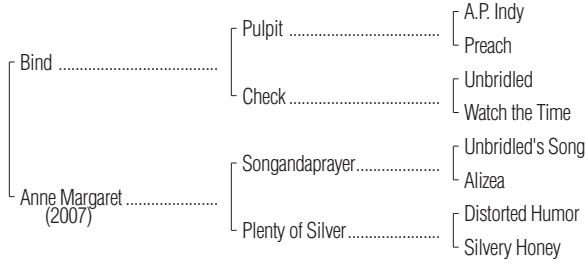 A.P. Indy
Pulpit
Preach
Bind
Unbridled
Check
Watch the Time
Unbridled's Song
Songandaprayer
Alizea
Anne Margaret
(2007)
Distorted Humor
Plenty of Silver
Silvery Honey